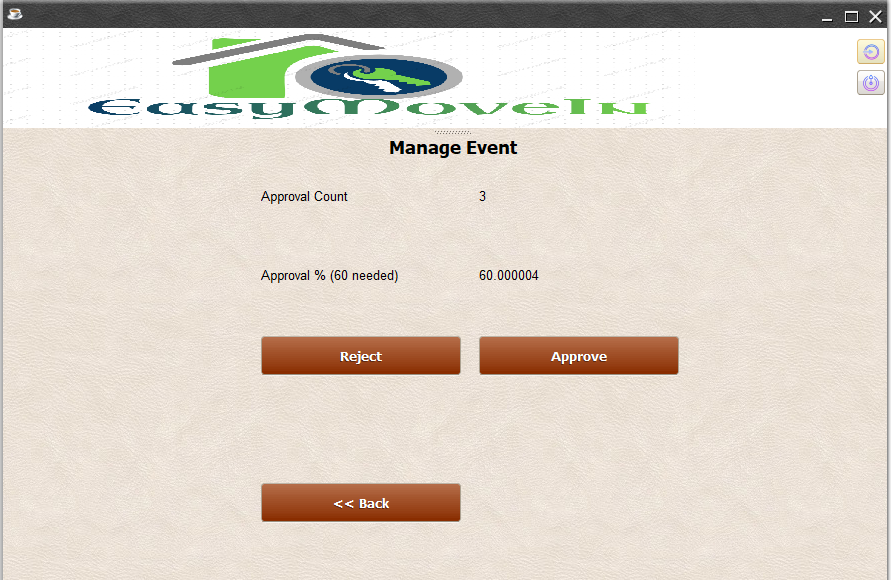 EasyMoveIn
Manage Event
Approval Count 3
Approval % (60 needed) 60.000004
Reject Approve
<< Back